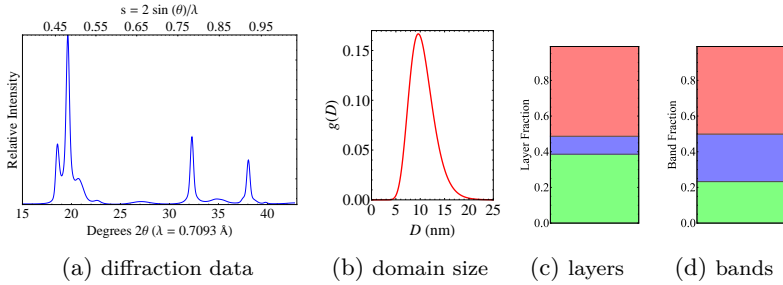 s = 2 sin (θ)/λ
0.45 0.55 0.65 0.75 0.85 0.95
Relative Intensity
15 20 25 30 35 40
Degrees 2θ (λ = 0.7093 Å)
(a) diffraction data
g(D)
0.15
0.10
0.05
0.00
0 5 10 15 20 25
D (nm)
(b) domain size
Layer Fraction
0.8
0.6
0.4
0.2
0.0
(c) layers
Band Fraction
0.8
0.6
0.4
0.2
0.0
(d) bands